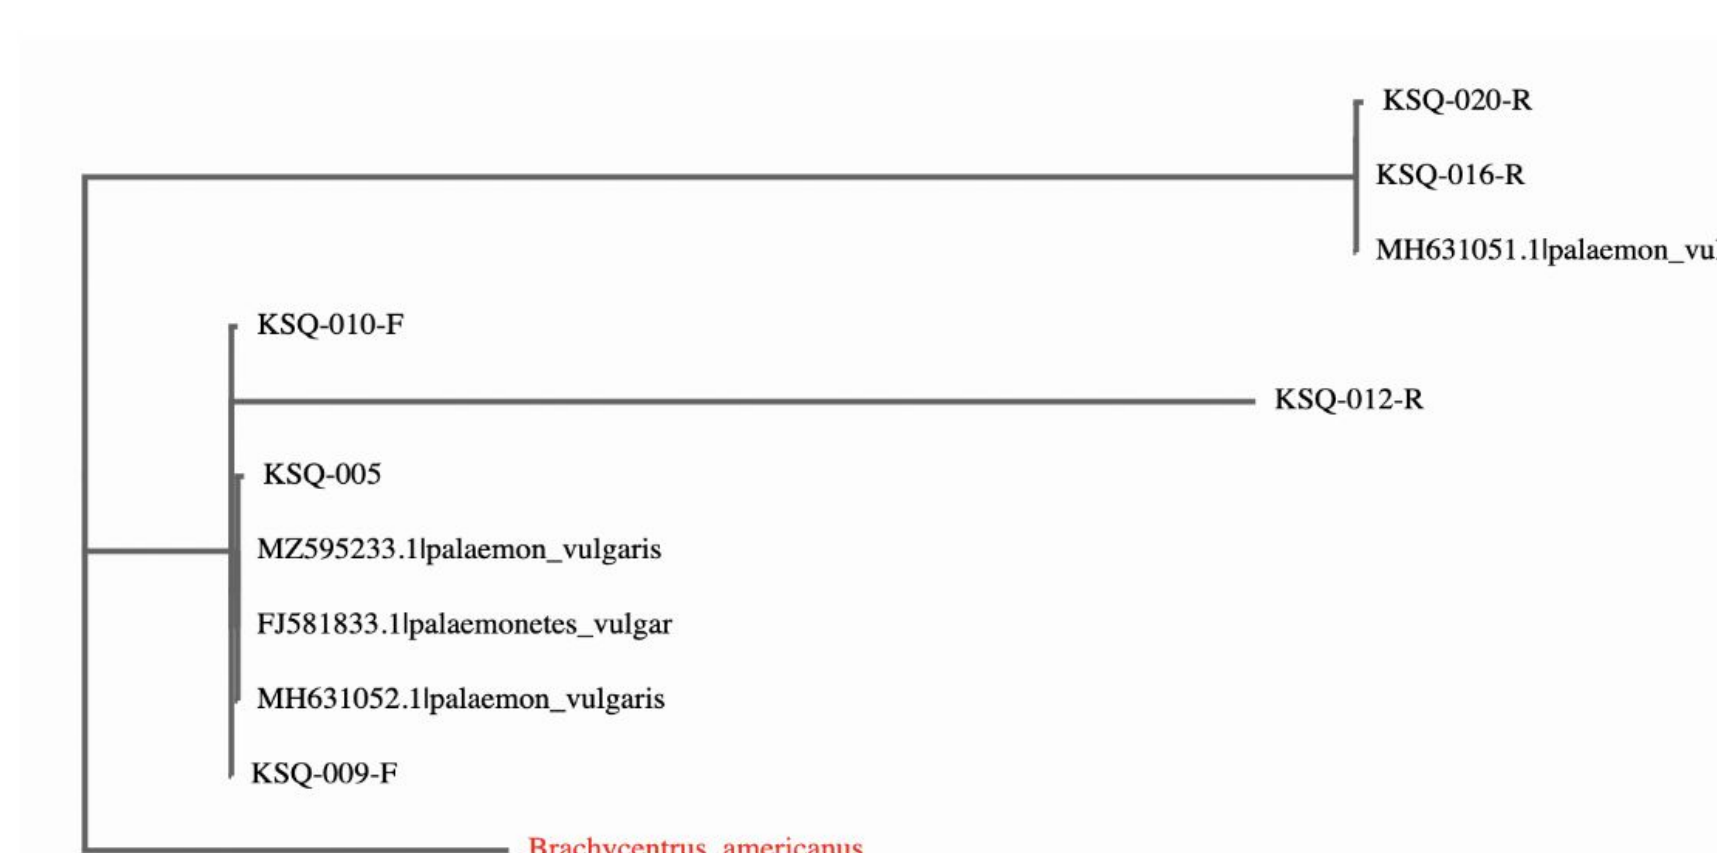 KSQ-020-R
KSQ-016-R
MH631051.1|palaemon_vul
KSQ-010-F
KSQ-012-R
KSQ-005
MZ595233.1|palaemon_vulgaris
FJ581833.1|palaemonetes_vulgar
MH631052.1|palaemon_vulgaris
KSQ-009-F
Brachycentrus_americanus